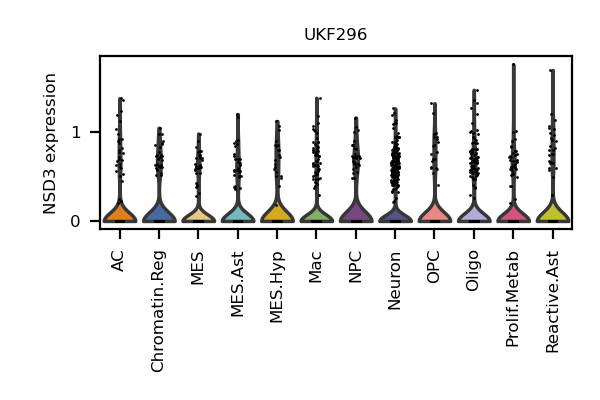 UKF296
NSD3 expression
1
0
AC
Chromatin.Reg
MES
MES.Ast
MES.Hyp
Mac
NPC
Neuron
OPC
Oligo
Prolif.Metab
Reactive.Ast